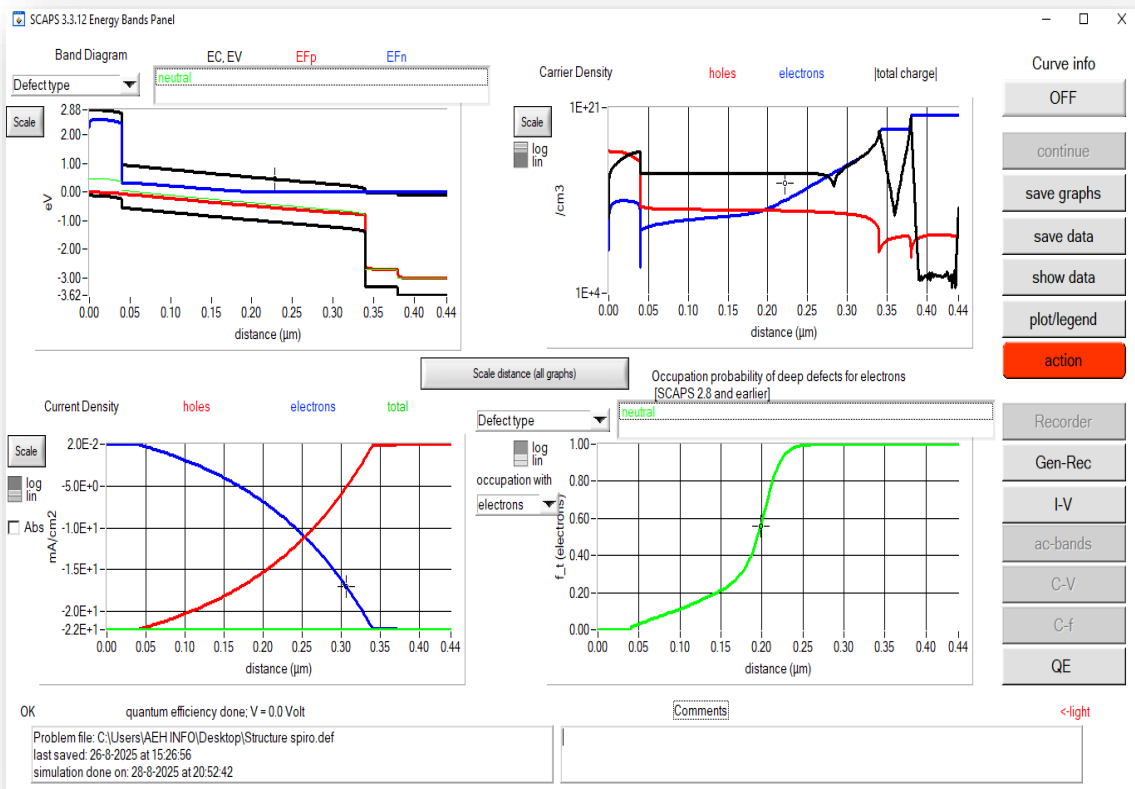 SCAPS 3.3.12 Energy Bands Panel
Band Diagram EC, EV EFp EFn
Defect type
neutral
Scale
2.88
2.00
1.00
0.00
-1.00
-2.00
-3.00
-3.62
eV
0.00 0.05 0.10 0.15 0.20 0.25 0.30 0.35 0.40 0.44
distance (µm)
Carrier Density holes electrons |total charge|
Scale
log
lin
1E+21
/cm3
1E+4
0.00 0.05 0.10 0.15 0.20 0.25 0.30 0.35 0.40 0.44
distance (µm)
Curve info
OFF
continue
save graphs
save data
show data
plot/legend
action
Scale distance (all graphs)
Current Density holes electrons total
Scale
log
lin
Abs
2.0E-2
-5.0E+0
-1.0E+1
-1.5E+1
-2.0E+1
-2.2E+1
mA/cm2
0.00 0.05 0.10 0.15 0.20 0.25 0.30 0.35 0.40 0.44
distance (µm)
Occupation probability of deep defects for electrons
[SCAPS 2.8 and earlier]
Defect type
neutral
log
lin
occupation with
electrons
1.00
0.80
0.60
0.40
0.20
0.00
f_t (electrons)
0.00 0.05 0.10 0.15 0.20 0.25 0.30 0.35 0.40 0.44
distance (µm)
Recorder
Gen-Rec
I-V
ac-bands
C-V
C-f
QE
OK quantum efficiency done; V = 0.0 Volt
Problem file: C:\Users\AEH INFO\Desktop\Structure spiro.def
last saved: 26-8-2025 at 15:26:56
simulation done on: 28-8-2025 at 20:52:42
Comments
<-light